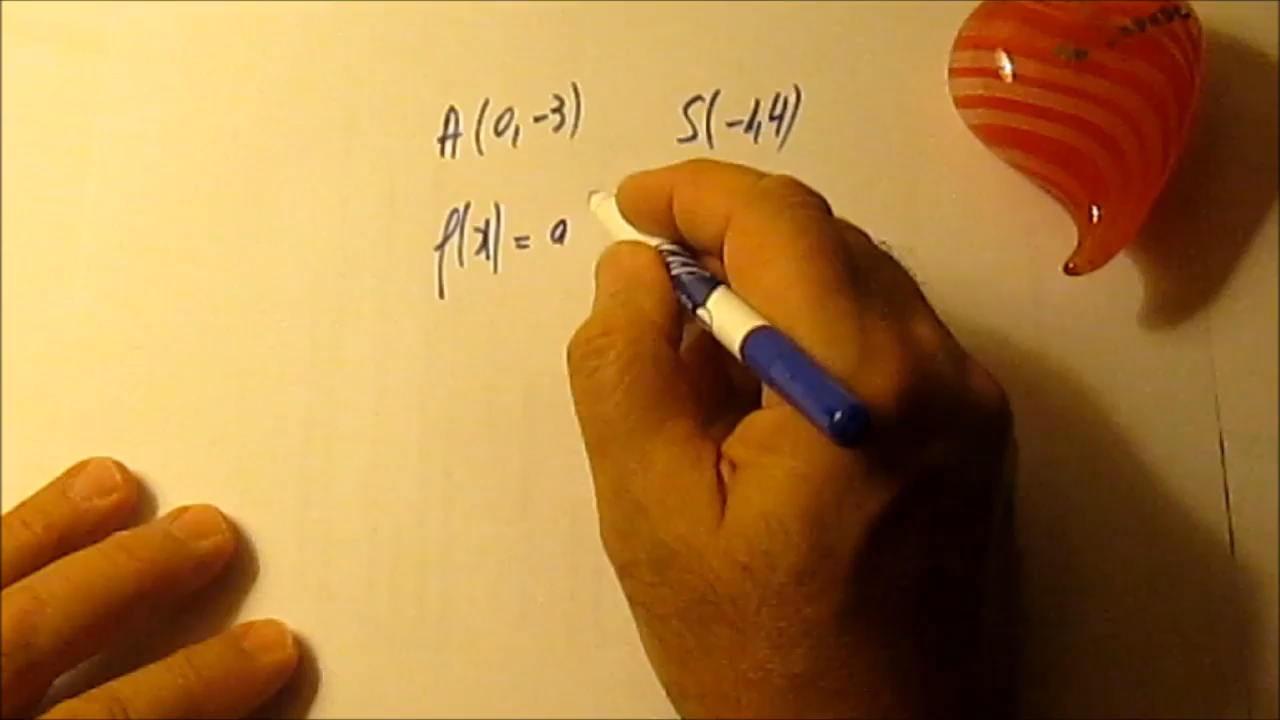 A(0,-3) S(-1,4)
f(x) = a